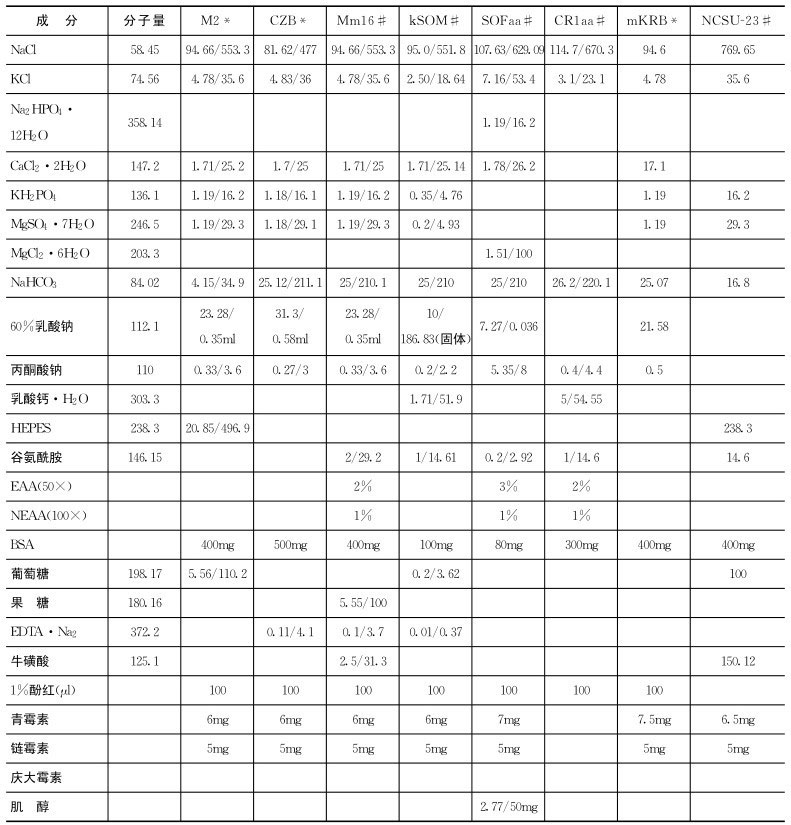 成 分 分子量 M2* CZB* Mm16# kSOM# SOFaa# CR1aa# mKRB* NCSU-23#
NaCl 58.45 94.66/553.3 81.62/477 94.66/553.3 95.0/551.8 107.63/629.09 114.7/670.3 94.6 769.65
KCl 74.56 4.78/35.6 4.83/36 4.78/35.6 2.50/18.64 7.16/53.4 3.1/23.1 4.78 35.6
Na₂HPO₄·
12H₂O 358.14 1.19/16.2
CaCl₂·2H₂O 147.2 1.71/25.2 1.7/25 1.71/25 1.71/25.14 1.78/26.2 17.1
KH₂PO₄ 136.1 1.19/16.2 1.18/16.1 1.19/16.2 0.35/4.76 1.19 16.2
MgSO₄·7H₂O 246.5 1.19/29.3 1.18/29.1 1.19/29.3 0.2/4.93 1.19 29.3
MgCl₂·6H₂O 203.3 1.51/100
NaHCO₃ 84.02 4.15/34.9 25.12/211.1 25/210.1 25/210 25/210 26.2/220.1 25.07 16.8
60%乳酸钠 112.1 23.28/ 31.3/ 23.28/ 10/ 7.27/0.036 21.58
0.35ml 0.58ml 0.35ml 186.83(固体)
丙酮酸钠 110 0.33/3.6 0.27/3 0.33/3.6 0.2/2.2 5.35/8 0.4/4.4 0.5
乳酸钙·H₂O 303.3 1.71/51.9 5/54.55
HEPES 238.3 20.85/496.9 238.3
谷氨酰胺 146.15 2/29.2 1/14.61 0.2/2.92 1/14.6 14.6
EAA(50×) 2% 3% 2%
NEAA(100×) 1% 1% 1%
BSA 400mg 500mg 400mg 100mg 80mg 300mg 400mg 400mg
葡萄糖 198.17 5.56/110.2 0.2/3.62 100
果 糖 180.16 5.55/100
EDTA·Na₂ 372.2 0.11/4.1 0.1/3.7 0.01/0.37
牛磺酸 125.1 2.5/31.3 150.12
1%酚红(μl) 100 100 100 100 100 100 100
青霉素 6mg 6mg 6mg 6mg 7mg 7.5mg 6.5mg
链霉素 5mg 5mg 5mg 5mg 5mg 5mg 5mg
庆大霉素
肌 醇 2.77/50mg